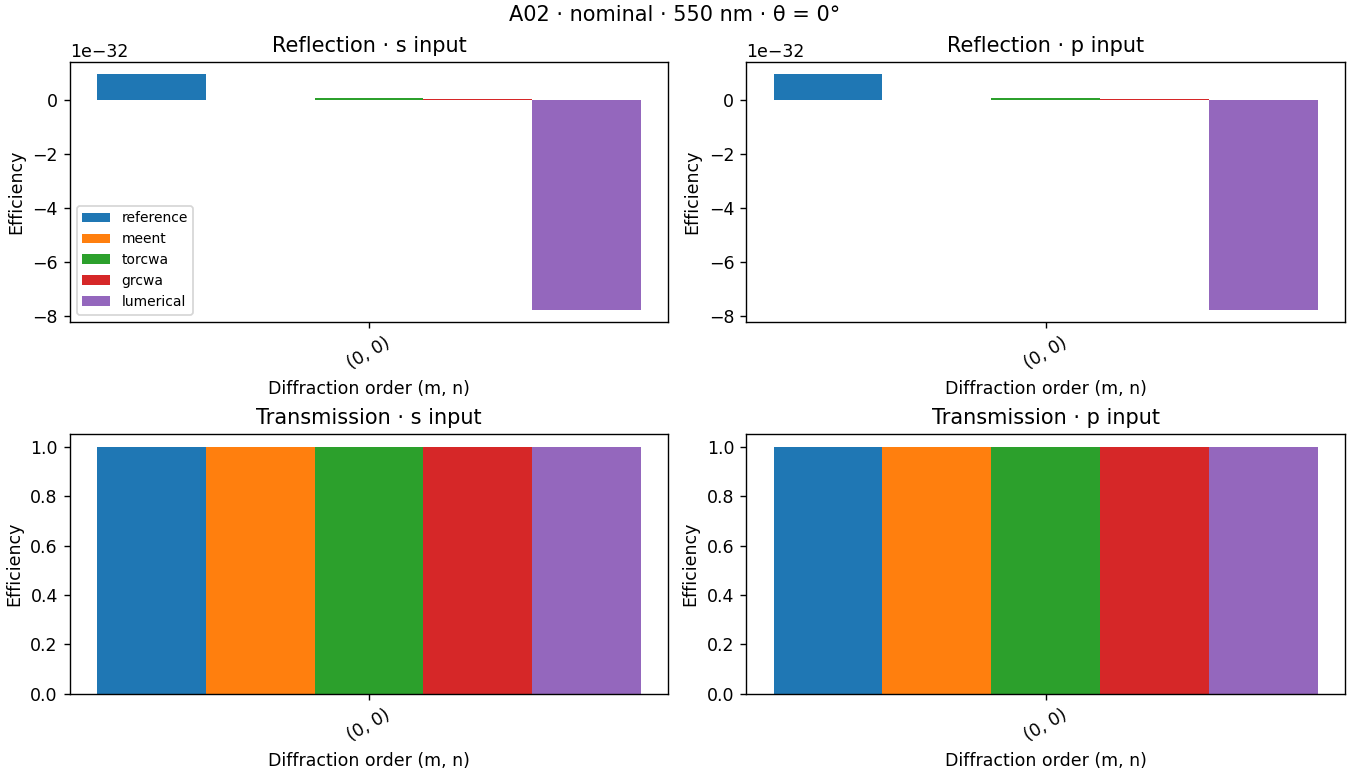 A02 · nominal · 550 nm · θ = 0°
Reflection · s input
1e−32
Efficiency
0
−2
−4
−6
−8
reference
meent
torcwa
grcwa
lumerical
(0, 0)
Diffraction order (m, n)
Reflection · p input
1e−32
Efficiency
0
−2
−4
−6
−8
(0, 0)
Diffraction order (m, n)
Transmission · s input
Efficiency
1.0
0.8
0.6
0.4
0.2
0.0
(0, 0)
Diffraction order (m, n)
Transmission · p input
Efficiency
1.0
0.8
0.6
0.4
0.2
0.0
(0, 0)
Diffraction order (m, n)